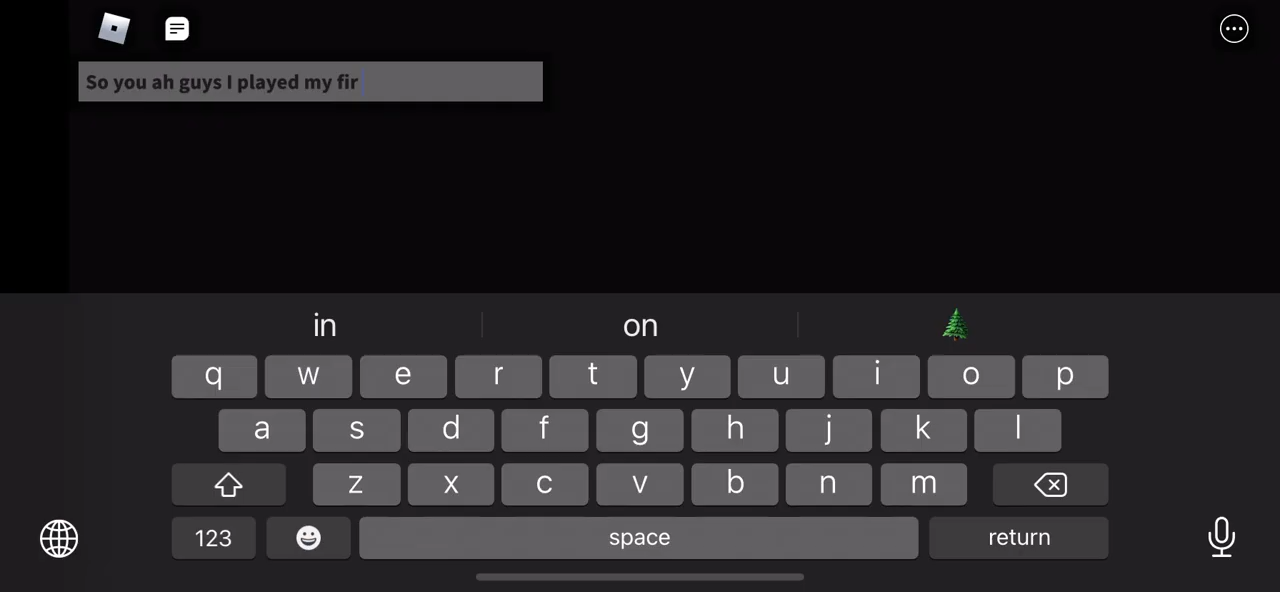 So you ah guys I played my fir
in on 🌲
q w e r t y u i o p
a s d f g h j k l
z x c v b n m
123 space return